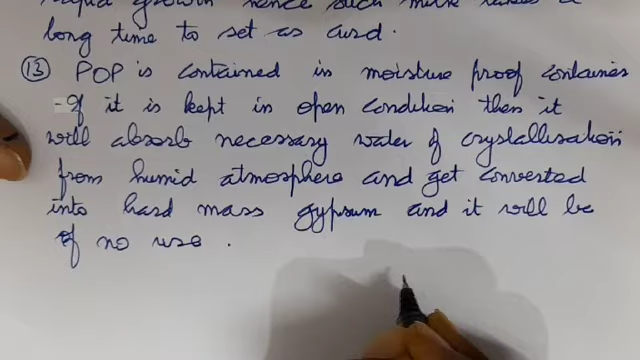 rapid growth hence such milk takes a
long time to set as curd.
(13) POP is contained in moisture proof containes
- If it is kept in open condition then it
will absorb necessary water of crystallisation
from humid atmosphere and get converted
into hard mass gypsum and it will be
of no use.